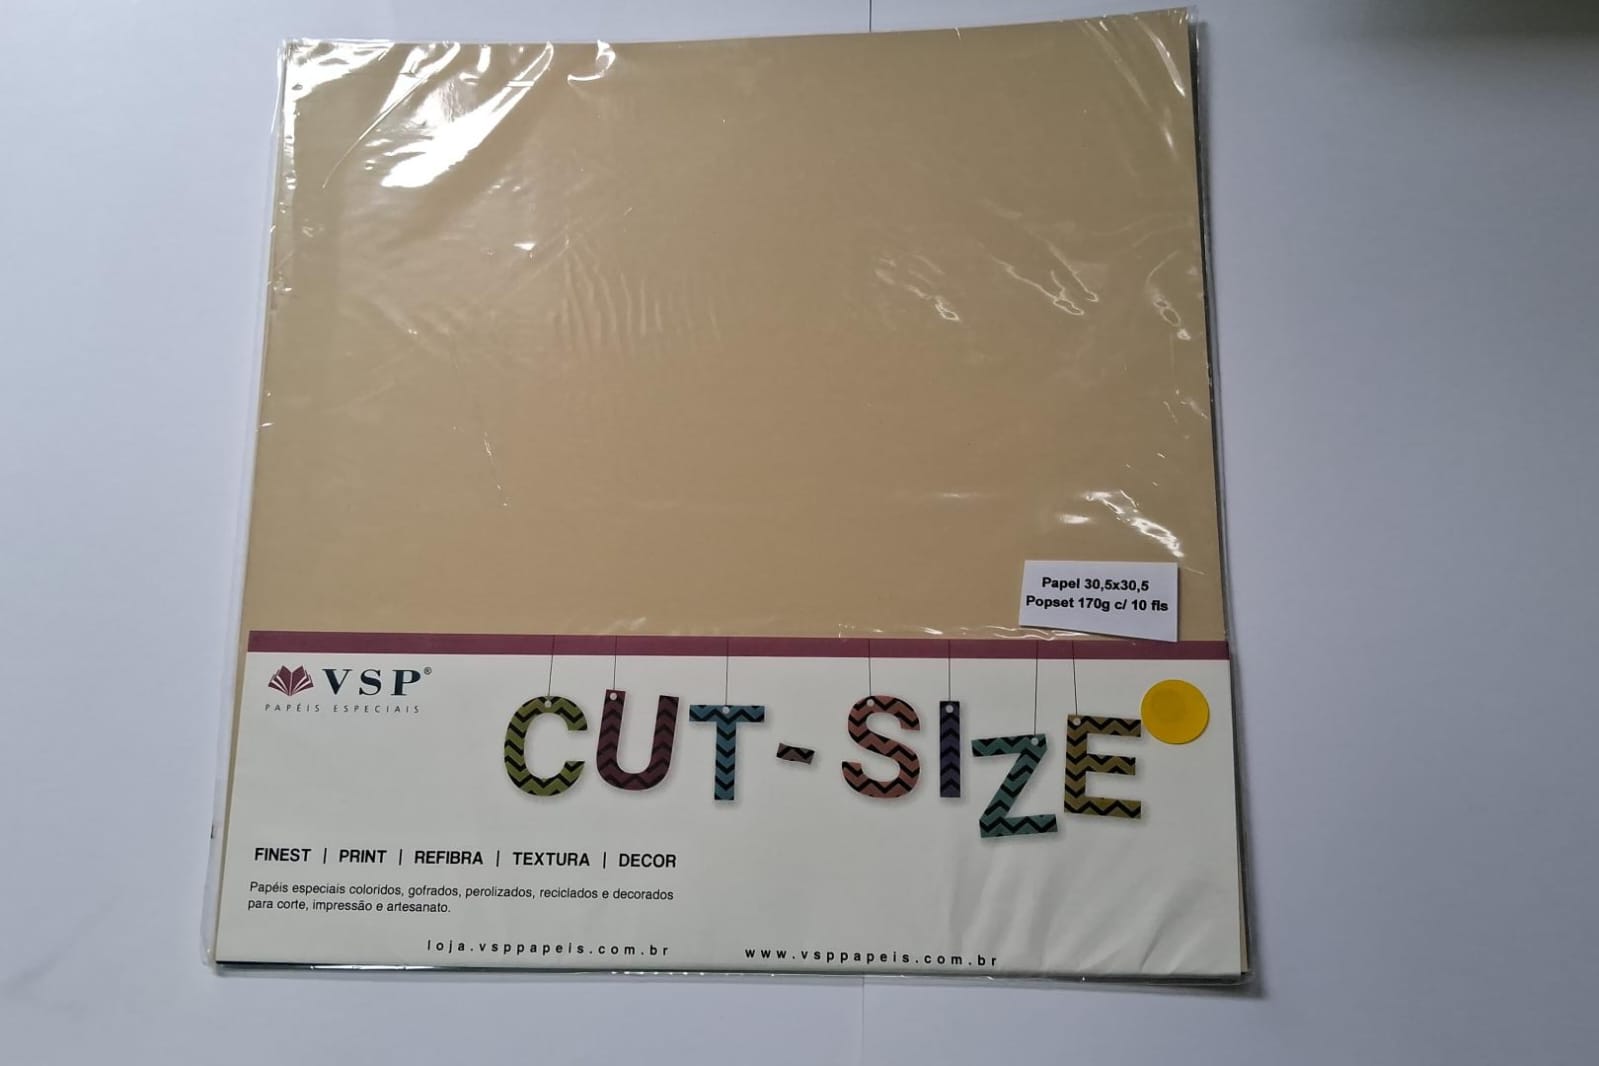 Papel 30,5x30,5
Popset 170g c/ 10 fls
VSP®
PAPÉIS ESPECIAIS
CUT-SIZE
FINEST | PRINT | REFIBRA | TEXTURA | DECOR
Papéis especiais coloridos, gofrados, perolizados, reciclados e decorados
para corte, impressão e artesanato.
loja.vsppapeis.com.br www.vsppapeis.com.br